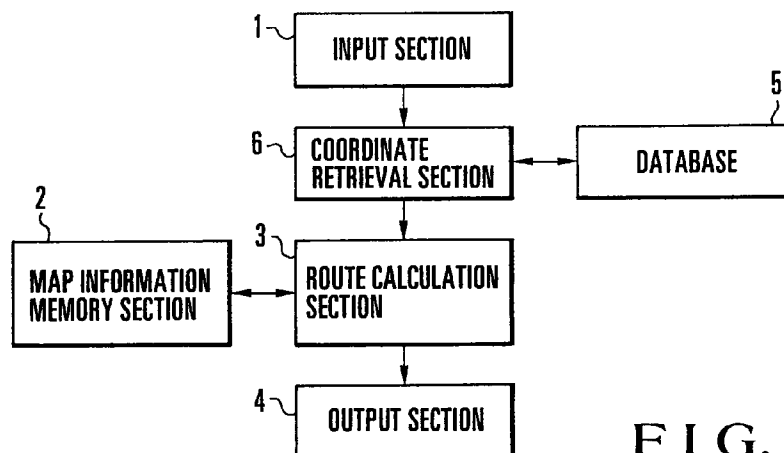 1
INPUT SECTION
5
6
COORDINATE
RETRIEVAL SECTION
DATABASE
2
3
MAP INFORMATION
MEMORY SECTION
ROUTE CALCULATION
SECTION
4
OUTPUT SECTION
FIG.